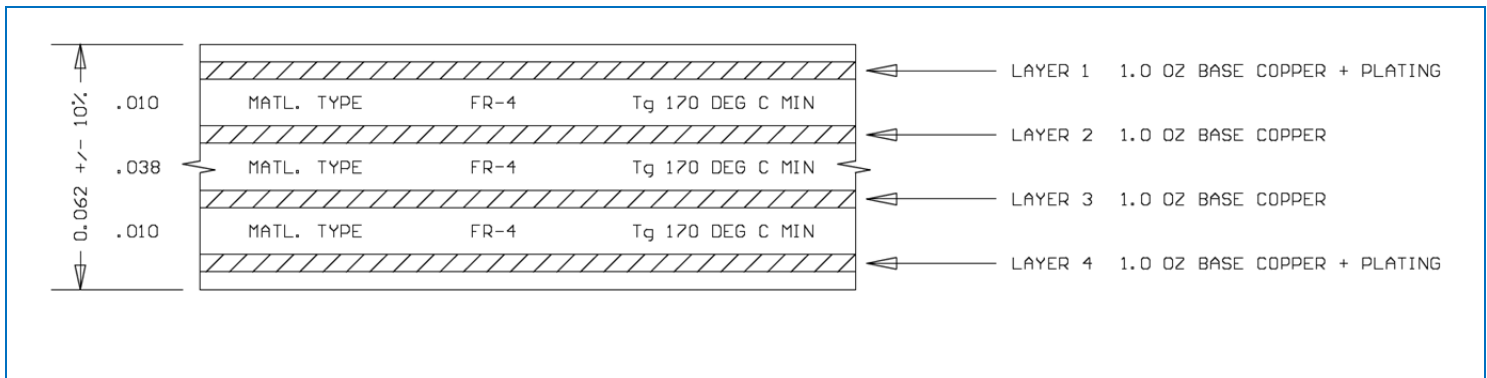 0.062 +/- 10%
LAYER 1 1.0 OZ BASE COPPER + PLATING
.010 MATL. TYPE FR-4 Tg 170 DEG C MIN
LAYER 2 1.0 OZ BASE COPPER
.038 MATL. TYPE FR-4 Tg 170 DEG C MIN
LAYER 3 1.0 OZ BASE COPPER
.010 MATL. TYPE FR-4 Tg 170 DEG C MIN
LAYER 4 1.0 OZ BASE COPPER + PLATING